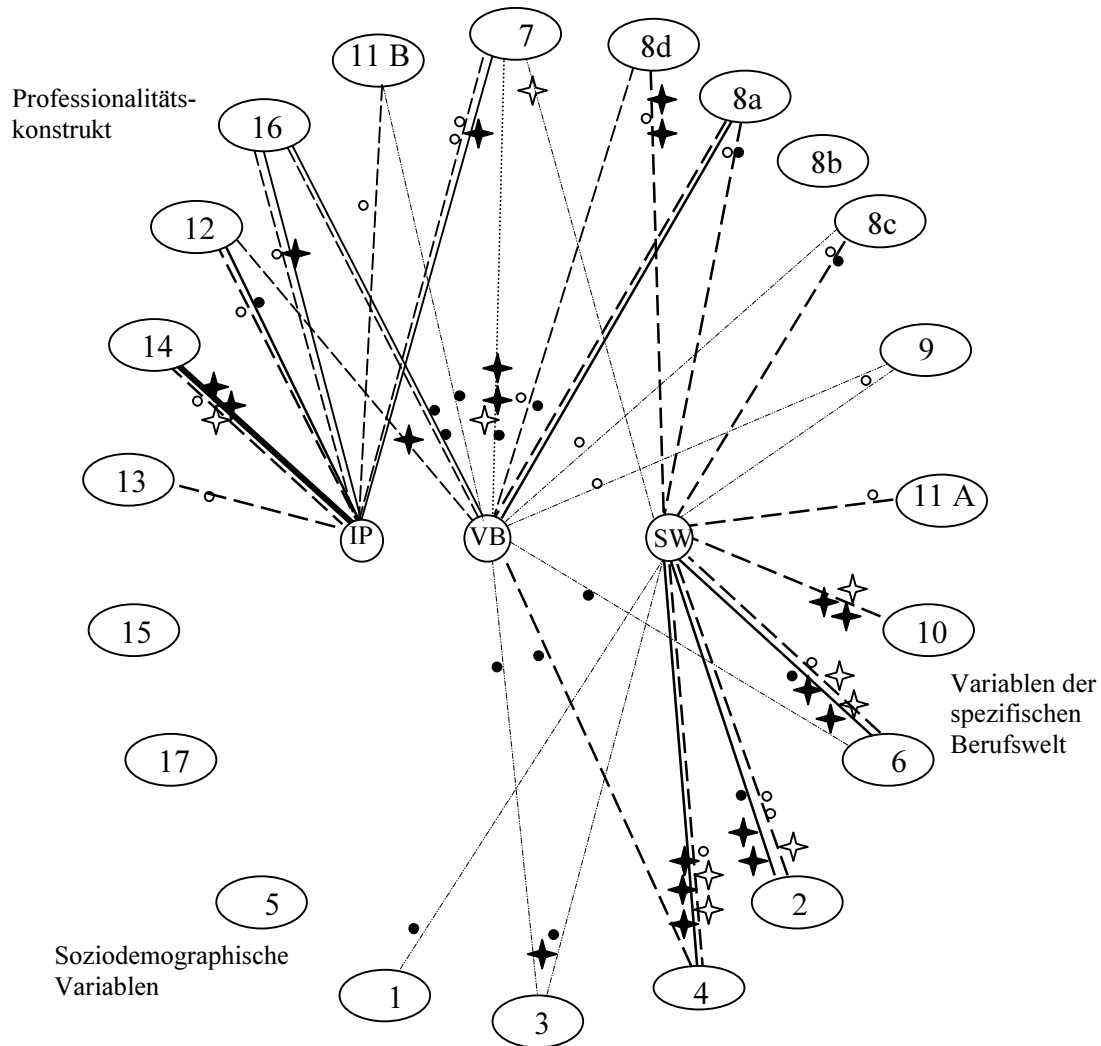 7
11 B
8d
8a
Professionalitäts-
konstrukt
16
8b
8c
12
14
9
13
11 A
IP
VB
SW
15
10
Variablen der
spezifischen
Berufswelt
17
6
5
2
Soziodemographische
Variablen
1
3
4